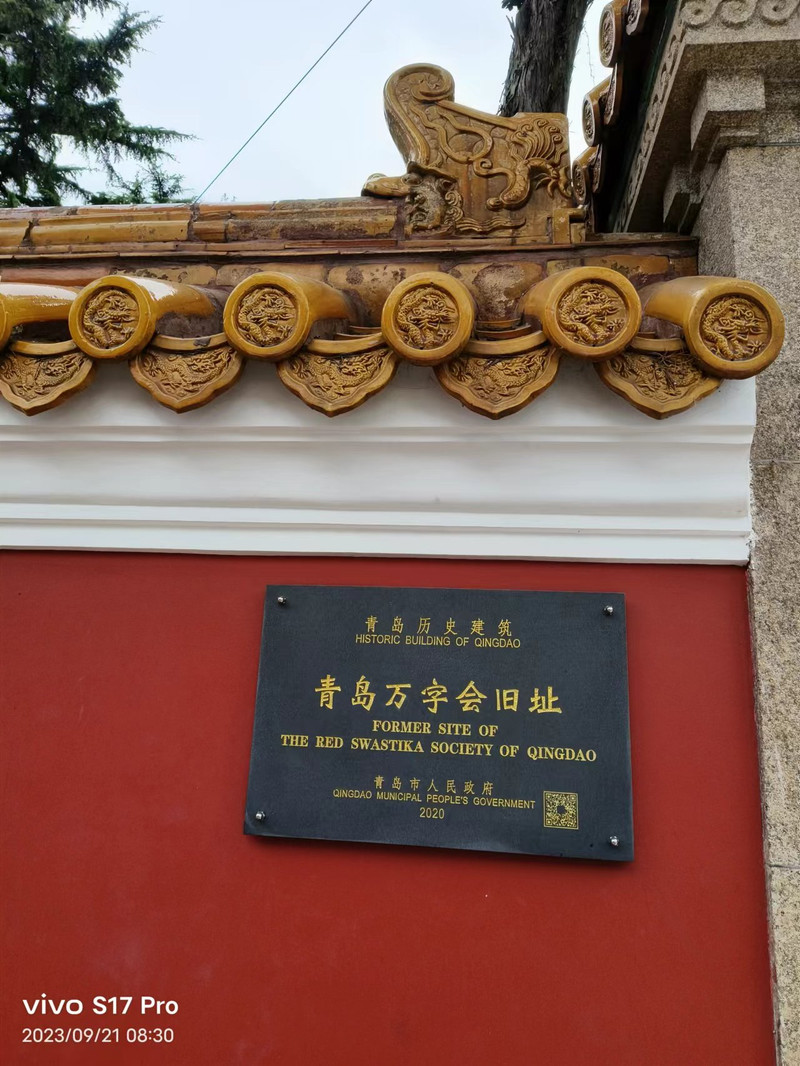 青岛历史建筑
HISTORIC BUILDING OF QINGDAO
青岛万字会旧址
FORMER SITE OF
THE RED SWASTIKA SOCIETY OF QINGDAO
青岛市人民政府
QINGDAO MUNICIPAL PEOPLE'S GOVERNMENT
2020
vivo S17 Pro
2023/09/21 08:30